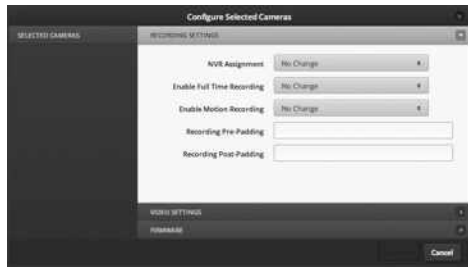 Configure Selected Cameras
SELECTED CAMERAS
RECORDING SETTINGS
NVR Assignment
No Change
Enable Full Time Recording
No Change
Enable Motion Recording
No Change
Recording Pre-Padding
Recording Post-Padding
VIDEO SETTINGS
FIRMWARE
Cancel